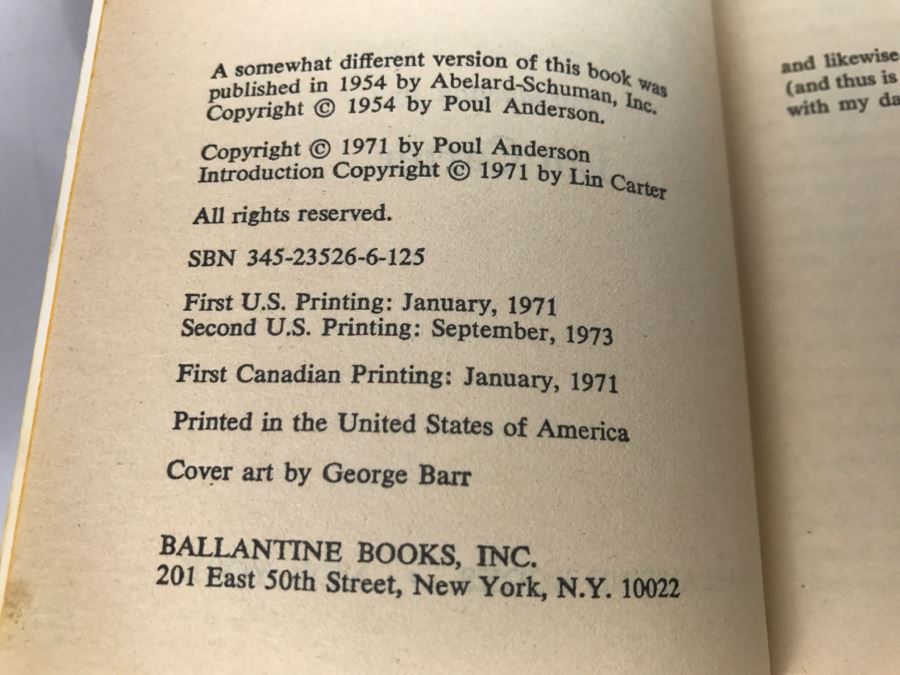 A somewhat different version of this book was
published in 1954 by Abelard-Schuman, Inc.
Copyright © 1954 by Poul Anderson.
Copyright © 1971 by Poul Anderson
Introduction Copyright © 1971 by Lin Carter
All rights reserved.
SBN 345-23526-6-125
First U.S. Printing: January, 1971
Second U.S. Printing: September, 1973
First Canadian Printing: January, 1971
Printed in the United States of America
Cover art by George Barr
BALLANTINE BOOKS, INC.
201 East 50th Street, New York, N.Y. 10022
and likewise
(and thus is
with my da